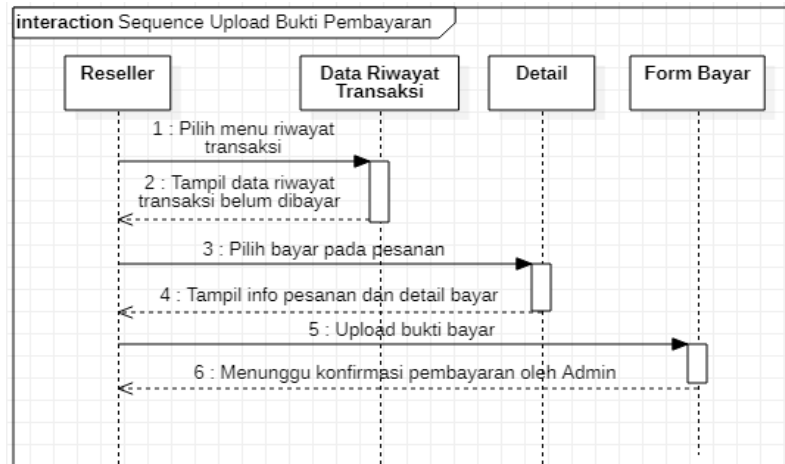 interaction Sequence Upload Bukti Pembayaran
Reseller
Data Riwayat
Transaksi
Detail
Form Bayar
1 : Pilih menu riwayat
transaksi
2 : Tampil data riwayat
transaksi belum dibayar
3 : Pilih bayar pada pesanan
4 : Tampil info pesanan dan detail bayar
5 : Upload bukti bayar
6 : Menunggu konfirmasi pembayaran oleh Admin